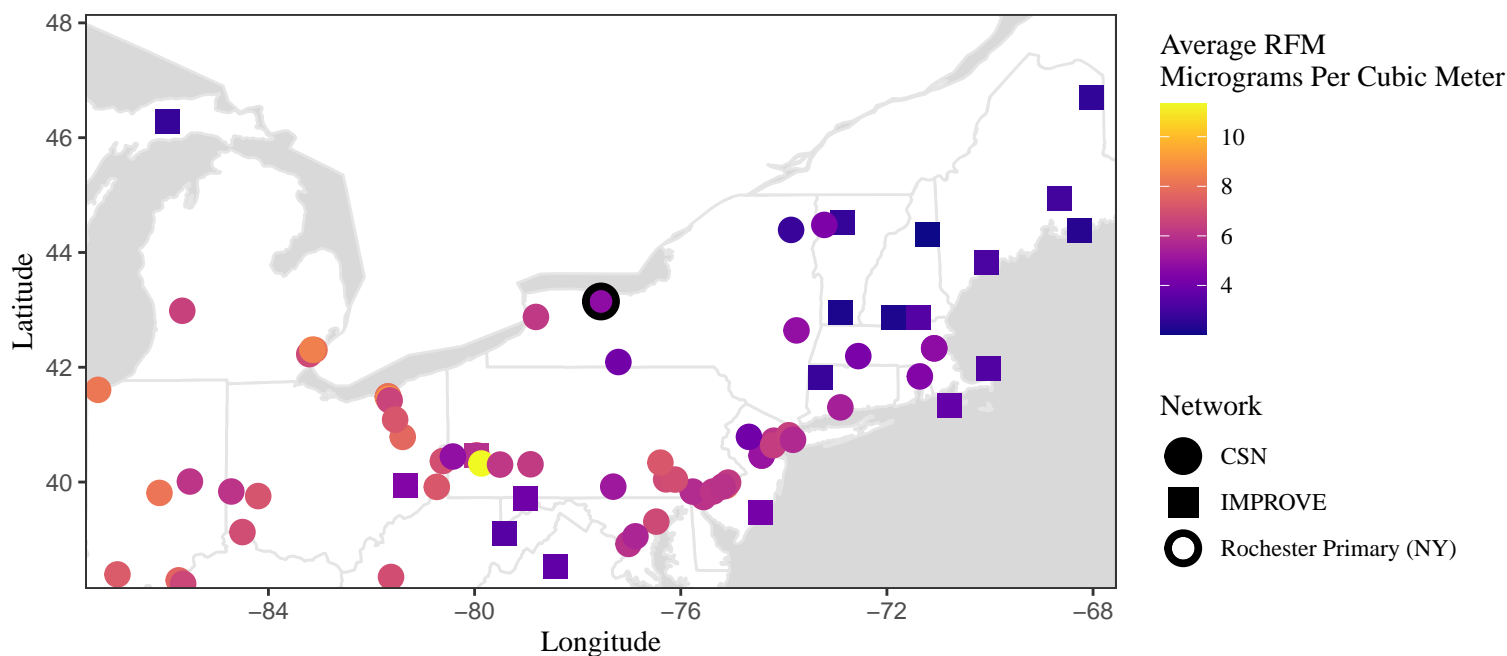 48
46
44
42
40
−84
−80
−76
−72
−68
Longitude
Latitude
Average RFM
Micrograms Per Cubic Meter
10
8
6
4
Network
CSN
IMPROVE
Rochester Primary (NY)